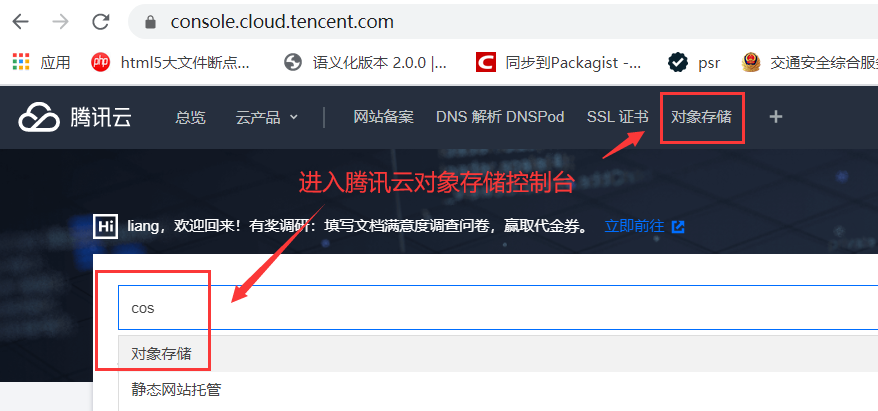 console.cloud.tencent.com
应用 php html5大文件断点... 语义化版本 2.0.0 |... C 同步到Packagist -... psr 交通安全综合服
腾讯云 总览 云产品 网站备案 DNS 解析 DNSPod SSL 证书 对象存储 +
进入腾讯云对象存储控制台
Hi liang，欢迎回来！有奖调研：填写文档满意度调查问卷，赢取代金券。 立即前往
cos
对象存储
静态网站托管